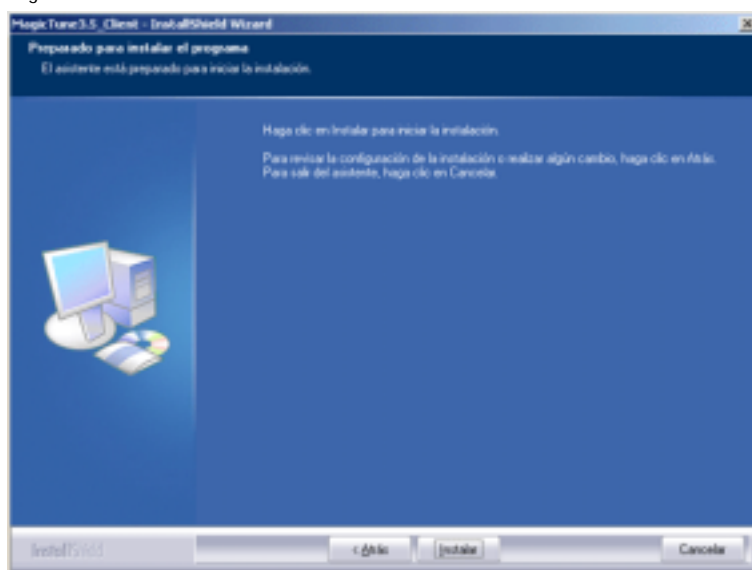 MagicTune3.5_Client - InstallShield Wizard
Preparado para instalar el programa
El asistente está preparado para iniciar la instalación.
Haga clic en Instalar para iniciar la instalación.
Para revisar la configuración de la instalación o realizar algún cambio, haga clic en Atrás.
Para salir del asistente, haga clic en Cancelar.
InstallShield
< Atrás Instalar Cancelar